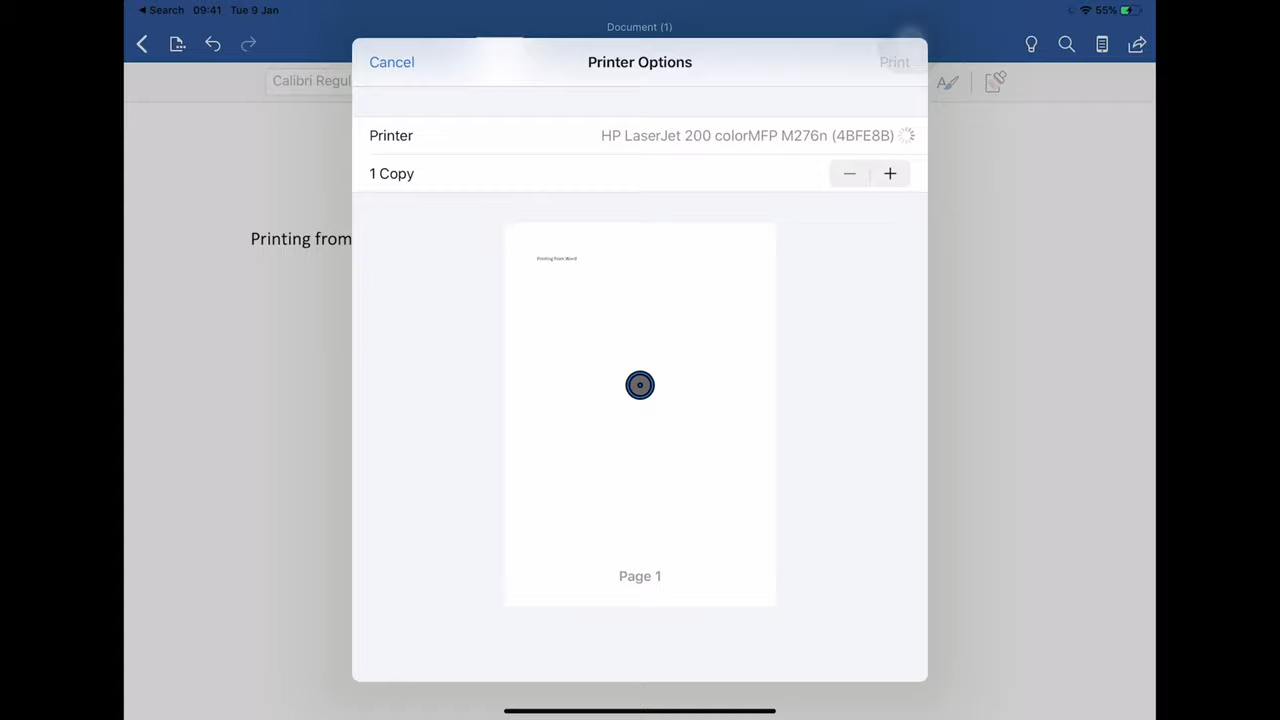 Search 09:41 Tue 9 Jan 55%
Document (1)
Cancel Printer Options Print
Calibri Regul
Printer HP LaserJet 200 colorMFP M276n (4BFE8B)
1 Copy
Printing from
Printing from Word
Page 1